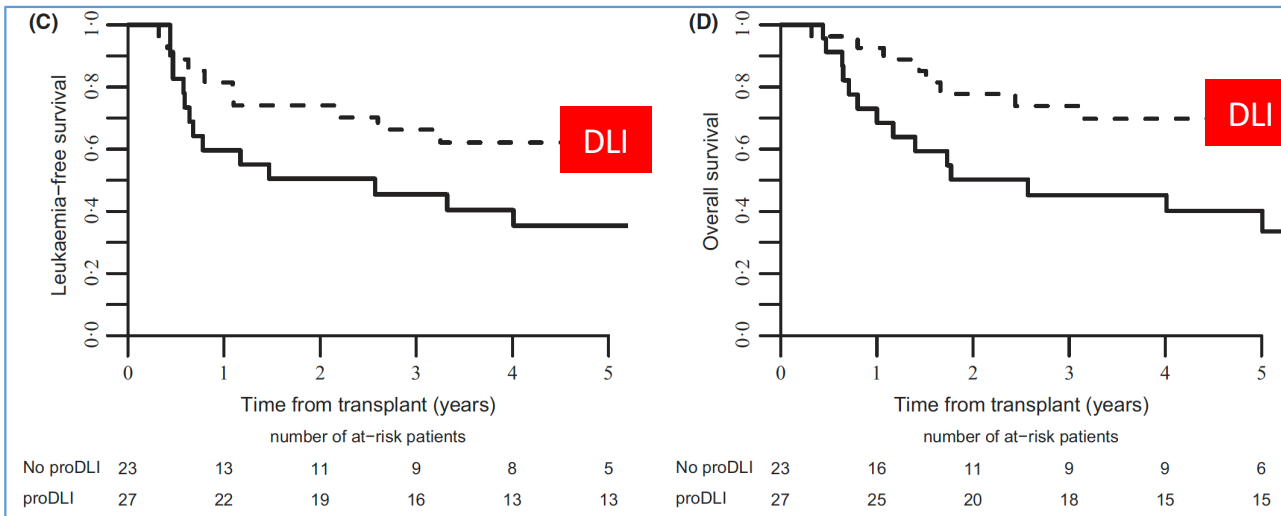 (C)
Leukaemia−free survival
1·0
0·8
0·6
0·4
0·2
0·0
DLI
0 1 2 3 4 5
Time from transplant (years)
number of at−risk patients
No proDLI 23 13 11 9 8 5
proDLI 27 22 19 16 13 13
(D)
Overall survival
1·0
0·8
0·6
0·4
0·2
0·0
DLI
0 1 2 3 4 5
Time from transplant (years)
number of at−risk patients
No proDLI 23 16 11 9 9 6
proDLI 27 25 20 18 15 15